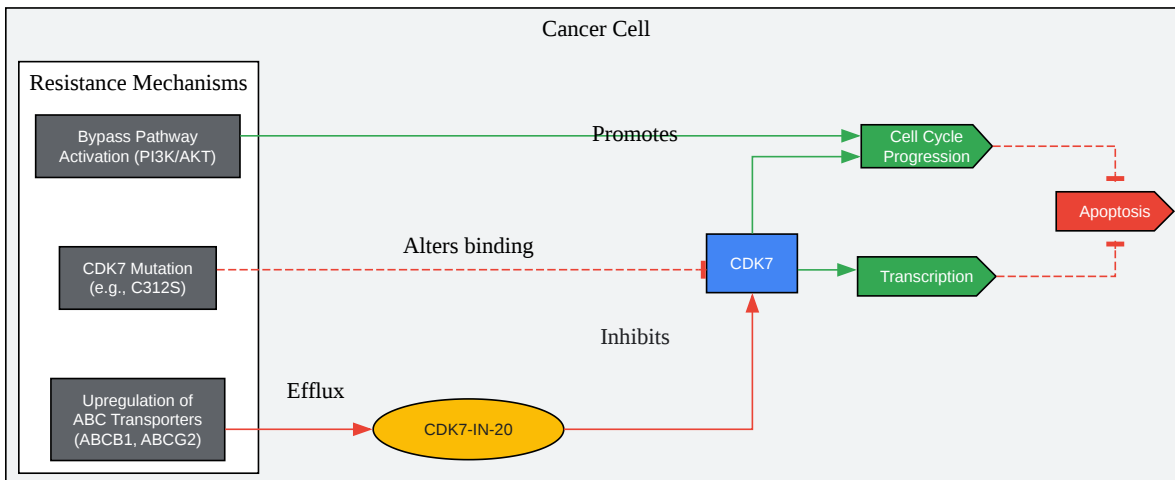 Cancer Cell
Resistance Mechanisms
Bypass Pathway
Activation (PI3K/AKT)
Promotes
Cell Cycle
Progression
Apoptosis
CDK7 Mutation
(e.g., C312S)
Alters binding
CDK7
Transcription
Inhibits
Upregulation of
ABC Transporters
(ABCB1, ABCG2)
Efflux
CDK7-IN-20